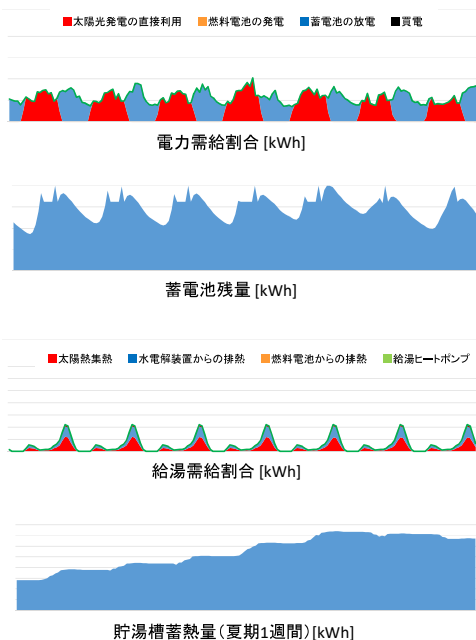 太陽光発電の直接利用 燃料電池の発電 蓄電池の放電 買電
電力需給割合 [kWh]
蓄電池残量 [kWh]
太陽熱集熱 水電解装置からの排熱 燃料電池からの排熱 給湯ヒートポンプ
給湯需給割合 [kWh]
貯湯槽蓄熱量（夏期1週間）[kWh]